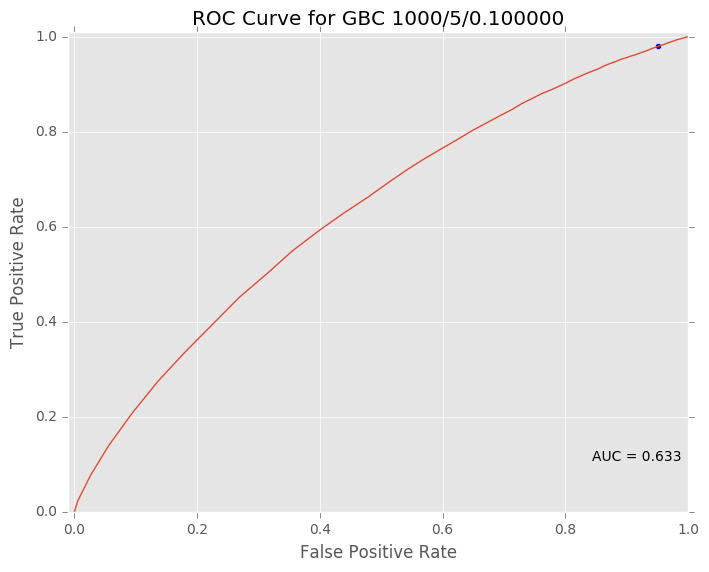 ROC Curve for GBC 1000/5/0.100000
1.0
0.8
0.6
0.4
0.2
0.0
True Positive Rate
AUC = 0.633
0.0 0.2 0.4 0.6 0.8 1.0
False Positive Rate